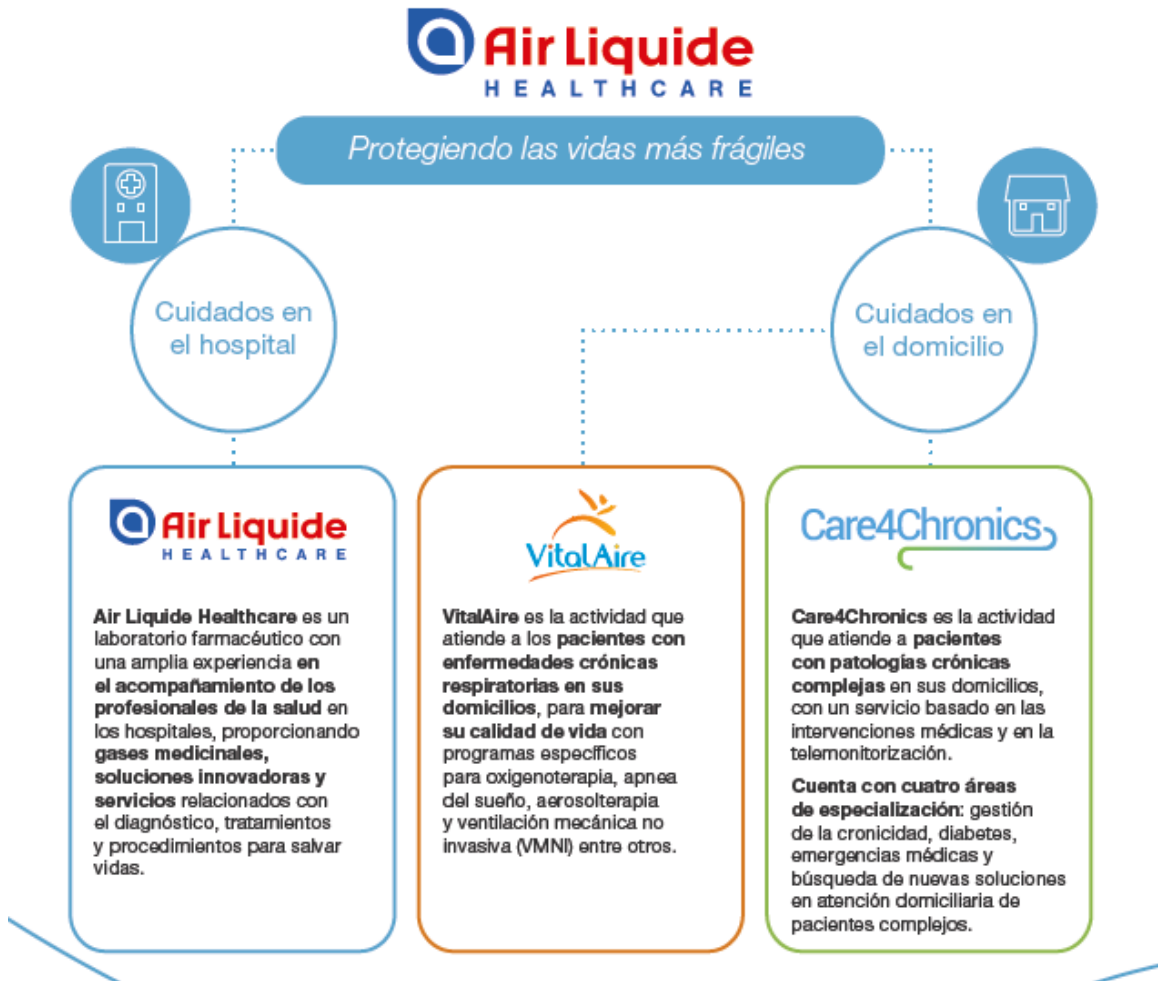 Air Liquide
HEALTHCARE
Protegiendo las vidas más frágiles
Cuidados en
el hospital
Cuidados en
el domicilio
Air Liquide
HEALTHCARE
Air Liquide Healthcare es un
laboratorio farmacéutico con
una amplia experiencia en
el acompañamiento de los
profesionales de la salud en
los hospitales, proporcionando
gases medicinales,
soluciones innovadoras y
servicios relacionados con
el diagnóstico, tratamientos
y procedimientos para salvar
vidas.
VitalAire
VitalAire es la actividad que
atiende a los pacientes con
enfermedades crónicas
respiratorias en sus
domicilios, para mejorar
su calidad de vida con
programas específicos
para oxigenoterapia, apnea
del sueño, aerosolterapia
y ventilación mecánica no
invasiva (VMNI) entre otros.
Care4Chronics
Care4Chronics es la actividad
que atiende a pacientes
con patologías crónicas
complejas en sus domicilios,
con un servicio basado en las
intervenciones médicas y en la
telemonitorización.
Cuenta con cuatro áreas
de especialización: gestión
de la cronicidad, diabetes,
emergencias médicas y
búsqueda de nuevas soluciones
en atención domiciliaria de
pacientes complejos.